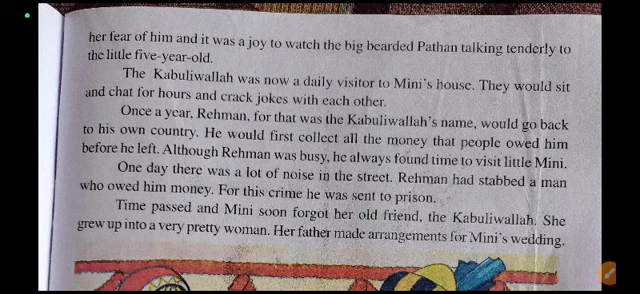 her fear of him and it was a joy to watch the big bearded Pathan talking tenderly to
the little five-year-old.
The Kabuliwallah was now a daily visitor to Mini's house. They would sit
and chat for hours and crack jokes with each other.
Once a year, Rehman, for that was the Kabuliwallah's name, would go back
to his own country. He would first collect all the money that people owed him
before he left. Although Rehman was busy, he always found time to visit little Mini.
One day there was a lot of noise in the street. Rehman had stabbed a man
who owed him money. For this crime he was sent to prison.
Time passed and Mini soon forgot her old friend, the Kabuliwallah. She
grew up into a very pretty woman. Her father made arrangements for Mini's wedding.